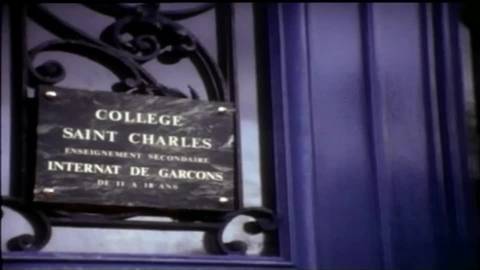 COLLEGE
SAINT CHARLES
ENSEIGNEMENT SECONDAIRE
INTERNAT DE GARCONS
DE 11 A 18 ANS